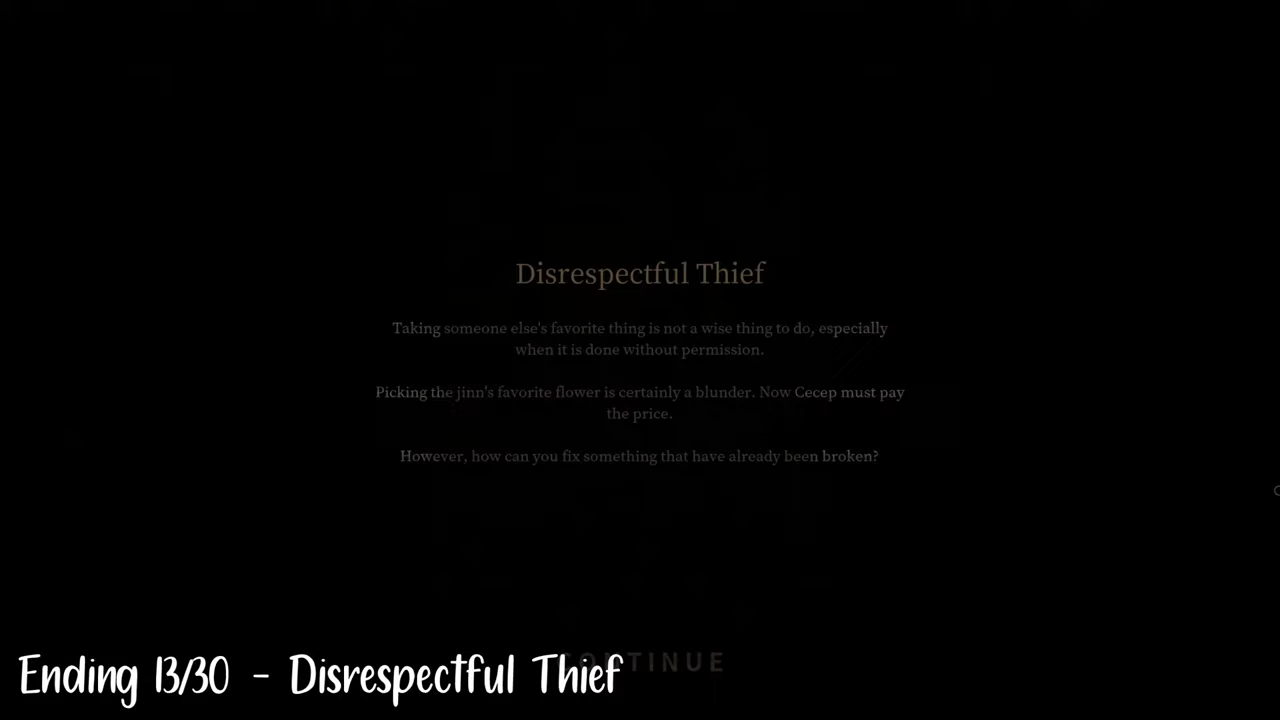 Disrespectful Thief
Taking someone else's favorite thing is not a wise thing to do, especially
when it is done without permission.
Picking the jinn's favorite flower is certainly a blunder. Now Cecep must pay
the price.
However, how can you fix something that have already been broken?
CONTINUE
Ending 13/30 - Disrespectful Thief